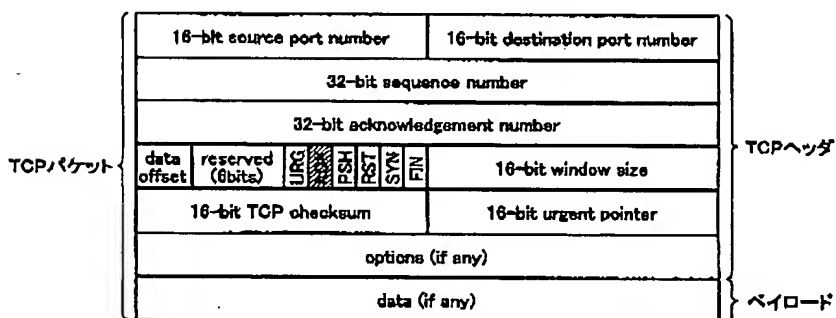 16-bit source port number
16-bit destination port number
32-bit sequence number
32-bit acknowledgement number
TCPパケット
TCPヘッダ
data offset
reserved (6bits)
URG
PSH
RST
SYN
FIN
16-bit window size
16-bit TCP checksum
16-bit urgent pointer
options (if any)
data (if any)
ペイロード